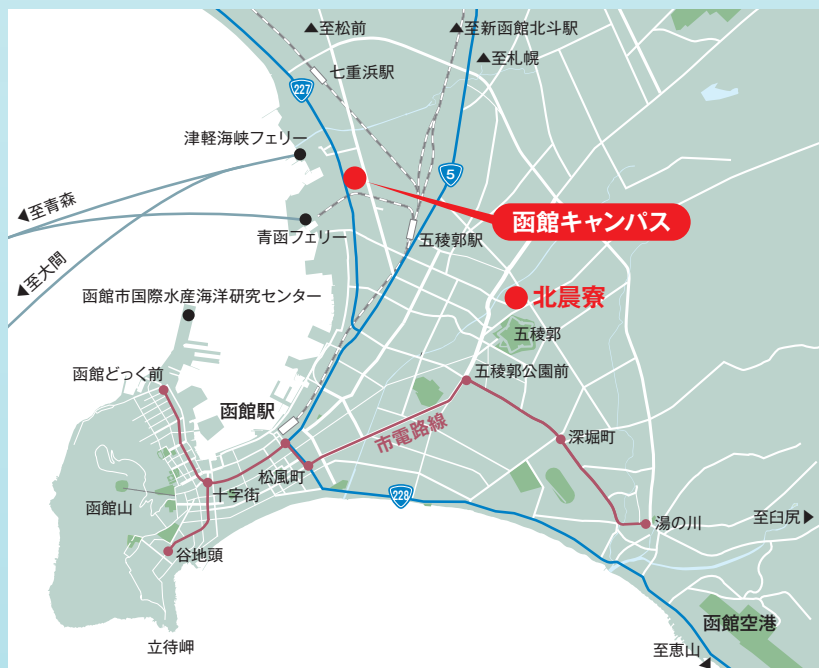 ▲至松前
▲至新函館北斗駅
▲至札幌
七重浜駅
227
津軽海峡フェリー
5
◀至青森
函館キャンパス
青函フェリー
五稜郭駅
◀至大間
北晨寮
函館市国際水産海洋研究センター
五稜郭
函館どっく前
五稜郭公園前
函館駅
市電路線
深堀町
松風町
十字街
228
函館山
湯の川
至臼尻▶
谷地頭
函館空港
立待岬
至恵山
▲